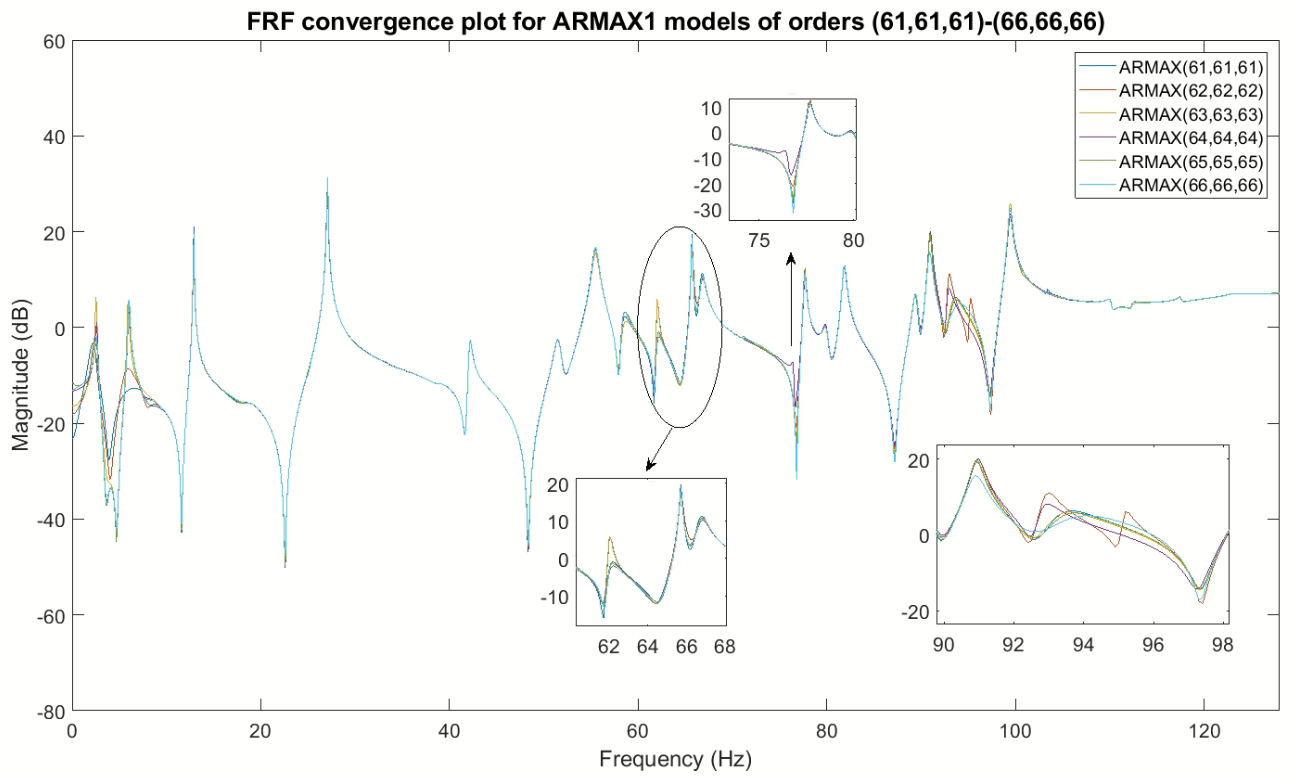 FRF convergence plot for ARMAX1 models of orders (61,61,61)-(66,66,66)
60
40
20
0
-20
-40
-60
-80
Magnitude (dB)
0 20 40 60 80 100 120
Frequency (Hz)
ARMAX(61,61,61)
ARMAX(62,62,62)
ARMAX(63,63,63)
ARMAX(64,64,64)
ARMAX(65,65,65)
ARMAX(66,66,66)
10
0
-10
-20
-30
75 80
20
10
0
-10
62 64 66 68
20
0
-20
90 92 94 96 98